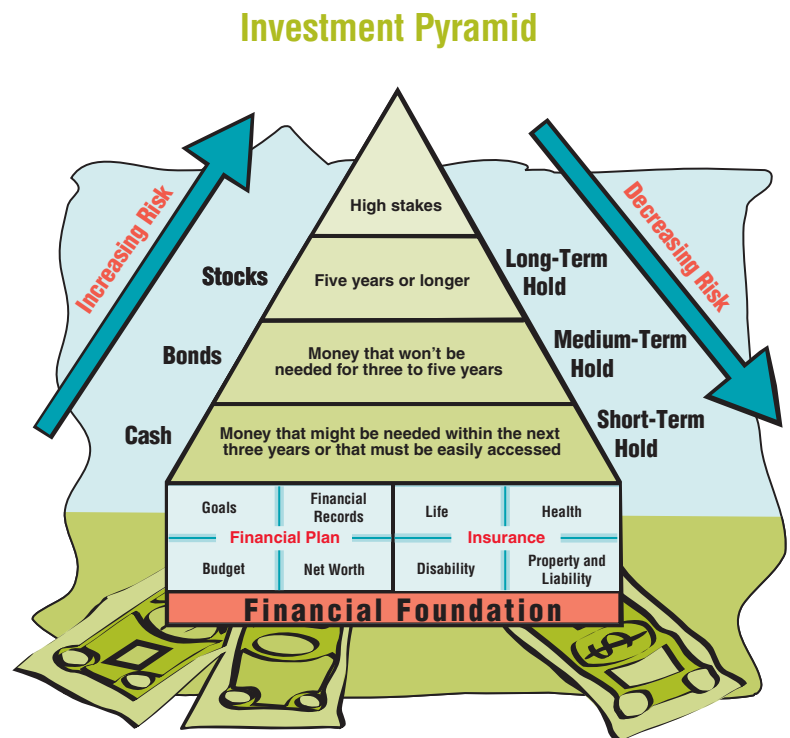 Investment Pyramid
Increasing Risk
Decreasing Risk
High stakes
Stocks
Five years or longer
Long-Term
Hold
Bonds
Money that won't be
needed for three to five years
Medium-Term
Hold
Cash
Money that might be needed within the next
three years or that must be easily accessed
Short-Term
Hold
Goals
Financial
Records
Financial Plan
Budget
Net Worth
Life
Health
Insurance
Disability
Property and
Liability
Financial Foundation
$